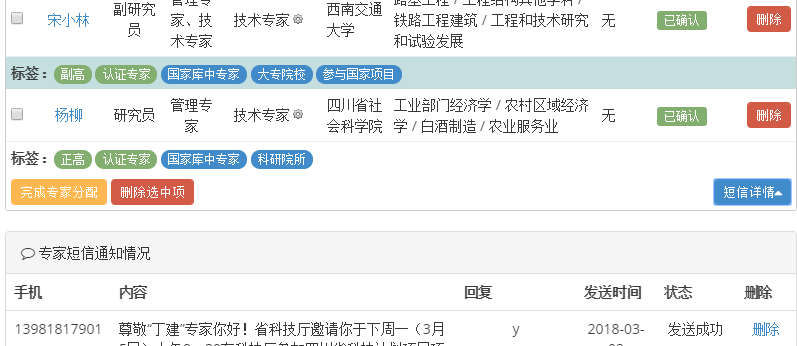 管理专
副研究 家、技 西南交通 路基工程 / 工程结构其他学科 /
宋小林 员 术专家 技术专家 大学 铁路工程建筑 / 工程和技术研究 无 已确认 删除
和试验发展
标签： 副高 认证专家 国家库中专家 大专院校 参与国家项目
杨柳 研究员 管理专 技术专家 四川省社 工业部门经济学 / 农村区域经济 无 已确认 删除
家 会科学院 学 / 白酒制造 / 农业服务业
标签： 正高 认证专家 国家库中专家 科研院所
完成专家分配 删除选中项 短信详情
专家短信通知情况
手机 内容 回复 发送时间 状态 删除
13981817901 尊敬“丁建”专家你好！省科技厅邀请你于下周一（3月 y 2018-03- 发送成功 删除